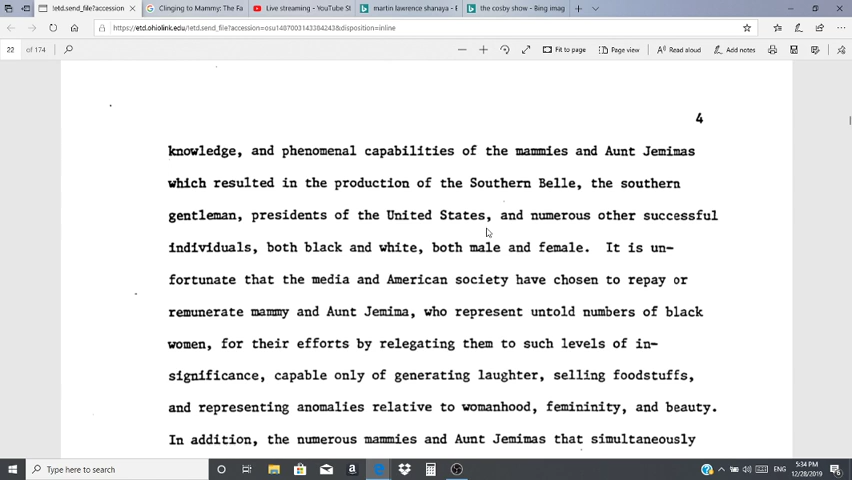 !etd.send_file?accession
Clinging to Mammy: The Fa
Live streaming - YouTube St
martin lawrence shanaya - B
the cosby show - Bing imag
https://etd.ohiolink.edu/!etd.send_file?accession=osu1487003143384243&disposition=inline
22 of 174
Fit to page
Page view
Read aloud
Add notes
4
knowledge, and phenomenal capabilities of the mammies and Aunt Jemimas
which resulted in the production of the Southern Belle, the southern
gentleman, presidents of the United States, and numerous other successful
individuals, both black and white, both male and female. It is un-
fortunate that the media and American society have chosen to repay or
remunerate mammy and Aunt Jemima, who represent untold numbers of black
women, for their efforts by relegating them to such levels of in-
significance, capable only of generating laughter, selling foodstuffs,
and representing anomalies relative to womanhood, femininity, and beauty.
In addition, the numerous mammies and Aunt Jemimas that simultaneously
Type here to search
ENG
5:34 PM
12/28/2019